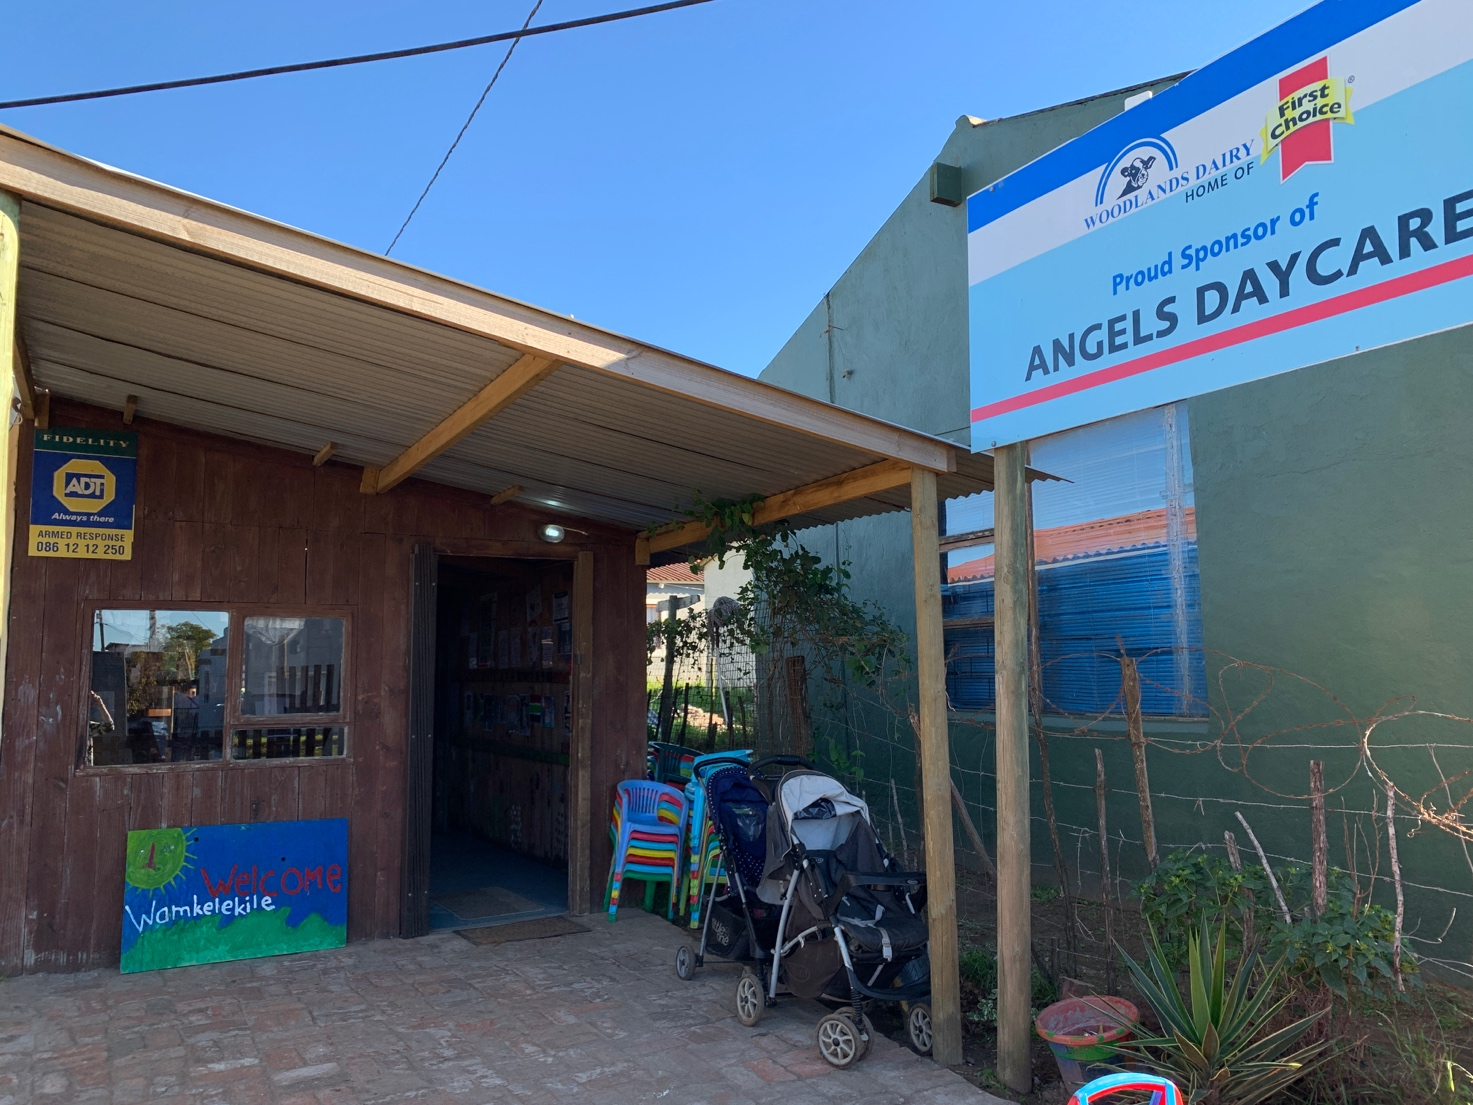 FIDELITY
ADT
Always there
ARMED RESPONSE
086 12 12 250
Welcome
Wamkelekile
WOODLANDS DAIRY
HOME OF
First
Choice
®
Proud Sponsor of
ANGELS DAYCARE